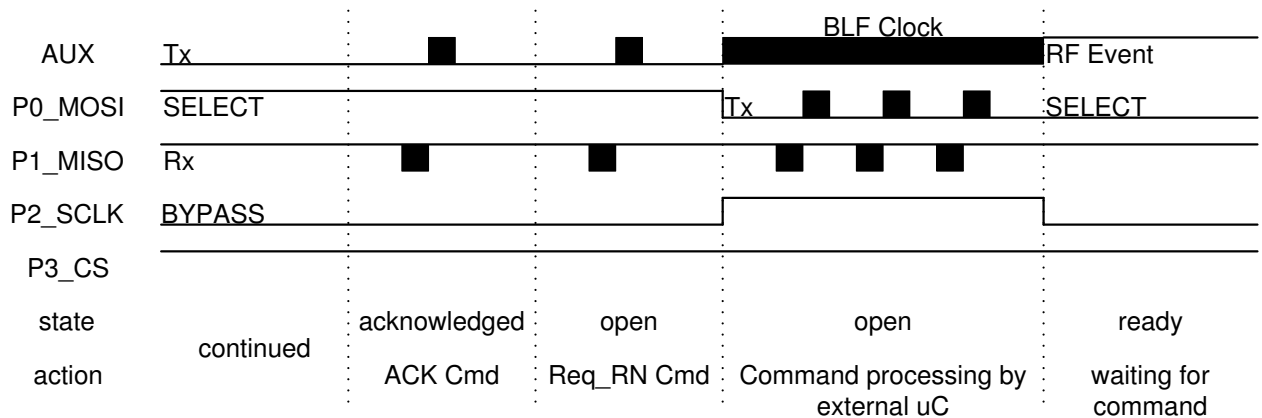 BLF Clock
AUX Tx RF Event
P0_MOSI SELECT Tx SELECT
P1_MISO Rx
P2_SCLK BYPASS
P3_CS
state acknowledged open open ready
continued
action ACK Cmd Req_RN Cmd Command processing by waiting for
external uC command